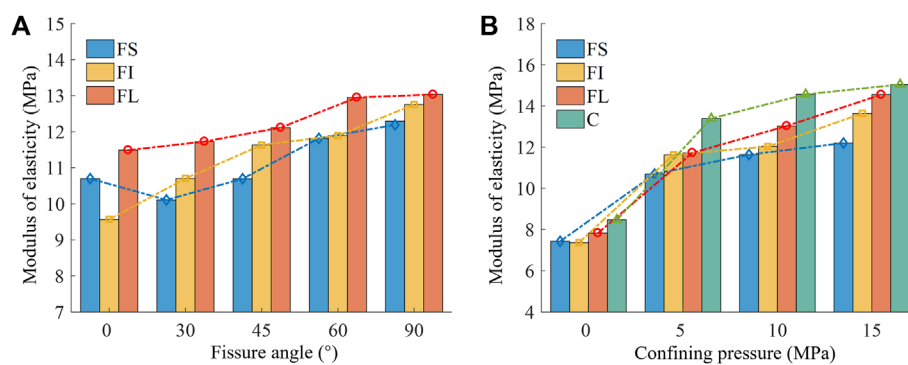 A
Modulus of elasticity (MPa)
15
14
13
12
11
10
9
8
7
FS
FI
FL
0 30 45 60 90
Fissure angle (°)
B
Modulus of elasticity (MPa)
18
16
14
12
10
8
6
4
FS
FI
FL
C
0 5 10 15
Confining pressure (MPa)